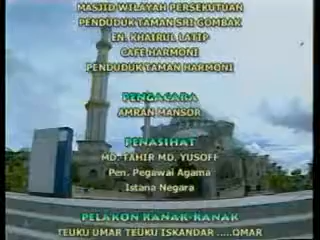 MASJID WILAYAH PERSEKUTUAN
PENDUDUK TAMAN SRI GOMBAK
EN. KHAIRUL LATIP
CAFE HARMONI
PENDUDUK TAMAN HARMONI
PENGACARA
AMRAN MANSOR
PENASIHAT
MD. TAHIR MD. YUSOFF
Pen. Pegawai Agama
Istana Negara
PELAKON KANAK-KANAK
TEUKU UMAR TEUKU ISKANDAR .....OMAR